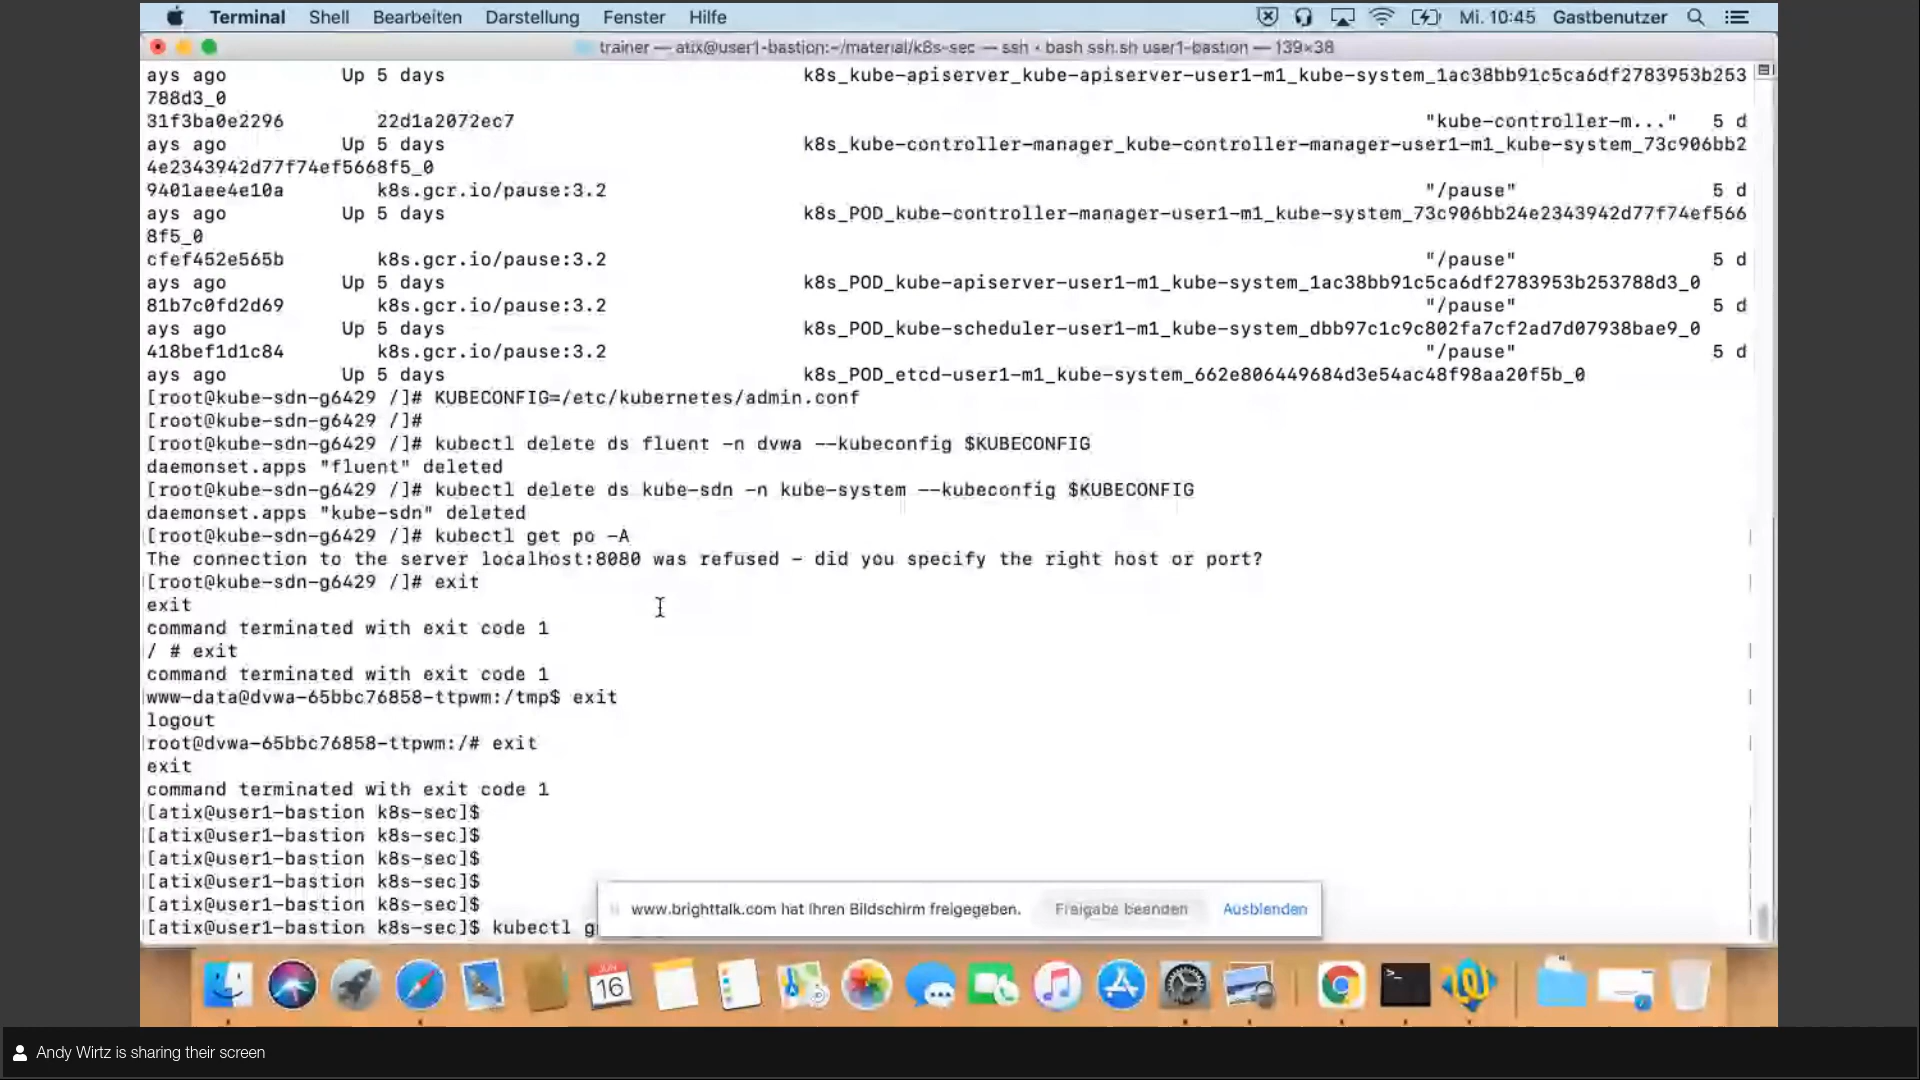 Terminal Shell Bearbeiten Darstellung Fenster Hilfe Mi. 10:45 Gastbenutzer
trainer — atix@user1-bastion:~/material/k8s-sec — ssh • bash ssh.sh user1-bastion — 139×38
ays ago Up 5 days k8s_kube-apiserver_kube-apiserver-user1-m1_kube-system_1ac38bb91c5ca6df2783953b253
788d3_0
31f3ba0e2296 22d1a2072ec7 "kube-controller-m..." 5 d
ays ago Up 5 days k8s_kube-controller-manager_kube-controller-manager-user1-m1_kube-system_73c906bb2
4e2343942d77f74ef5668f5_0
9401aee4e10a k8s.gcr.io/pause:3.2 "/pause" 5 d
ays ago Up 5 days k8s_POD_kube-controller-manager-user1-m1_kube-system_73c906bb24e2343942d77f74ef566
8f5_0
cfef452e565b k8s.gcr.io/pause:3.2 "/pause" 5 d
ays ago Up 5 days k8s_POD_kube-apiserver-user1-m1_kube-system_1ac38bb91c5ca6df2783953b253788d3_0
81b7c0fd2d69 k8s.gcr.io/pause:3.2 "/pause" 5 d
ays ago Up 5 days k8s_POD_kube-scheduler-user1-m1_kube-system_dbb97c1c9c802fa7cf2ad7d07938bae9_0
418bef1d1c84 k8s.gcr.io/pause:3.2 "/pause" 5 d
ays ago Up 5 days k8s_POD_etcd-user1-m1_kube-system_662e806449684d3e54ac48f98aa20f5b_0
[root@kube-sdn-g6429 /]# KUBECONFIG=/etc/kubernetes/admin.conf
[root@kube-sdn-g6429 /]#
[root@kube-sdn-g6429 /]# kubectl delete ds fluent -n dvwa --kubeconfig $KUBECONFIG
daemonset.apps "fluent" deleted
[root@kube-sdn-g6429 /]# kubectl delete ds kube-sdn -n kube-system --kubeconfig $KUBECONFIG
daemonset.apps "kube-sdn" deleted
[root@kube-sdn-g6429 /]# kubectl get po -A
The connection to the server localhost:8080 was refused - did you specify the right host or port?
[root@kube-sdn-g6429 /]# exit
exit
command terminated with exit code 1
/ # exit
command terminated with exit code 1
www-data@dvwa-65bbc76858-ttpwm:/tmp$ exit
logout
root@dvwa-65bbc76858-ttpwm:/# exit
exit
command terminated with exit code 1
[atix@user1-bastion k8s-sec]$
[atix@user1-bastion k8s-sec]$
[atix@user1-bastion k8s-sec]$
[atix@user1-bastion k8s-sec]$
[atix@user1-bastion k8s-sec]$
[atix@user1-bastion k8s-sec]$ kubectl g
www.brighttalk.com hat Ihren Bildschirm freigegeben. Freigabe beenden Ausblenden
JUN
16
Andy Wirtz is sharing their screen